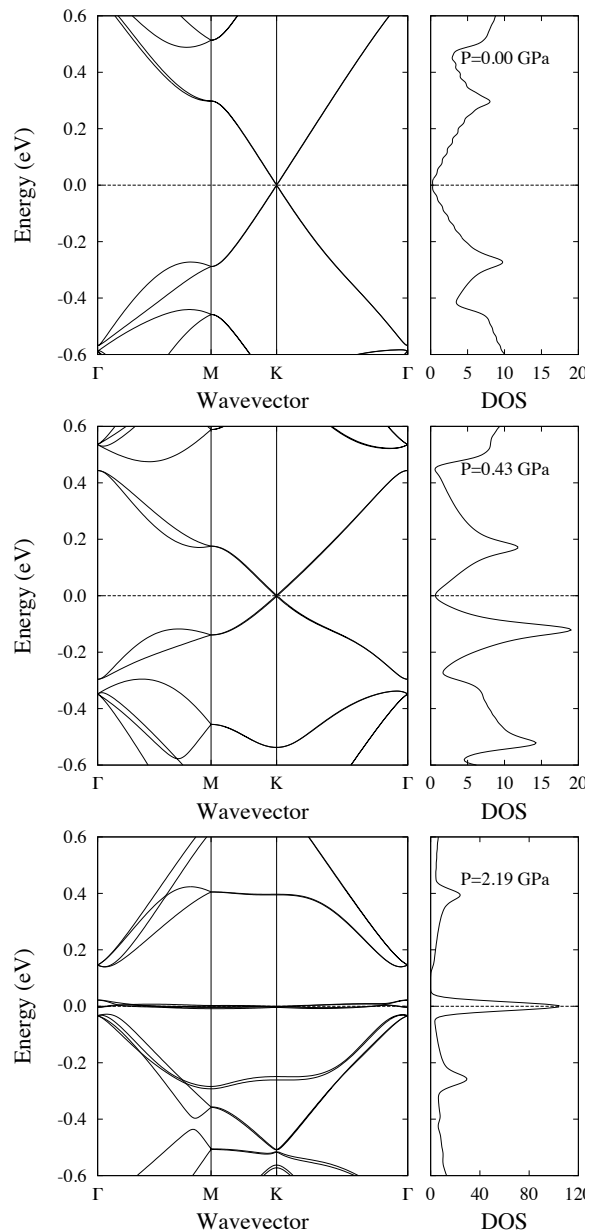 0.6
P=0.00 GPa
0.4
0.2
0.0
-0.2
-0.4
-0.6
Energy (eV)
Γ M K Γ 0 5 10 15 20
Wavevector DOS
0.6
P=0.43 GPa
0.4
0.2
0.0
-0.2
-0.4
-0.6
Energy (eV)
Γ M K Γ 0 5 10 15 20
Wavevector DOS
0.6
P=2.19 GPa
0.4
0.2
0.0
-0.2
-0.4
-0.6
Energy (eV)
Γ M K Γ 0 40 80 120
Wavevector DOS